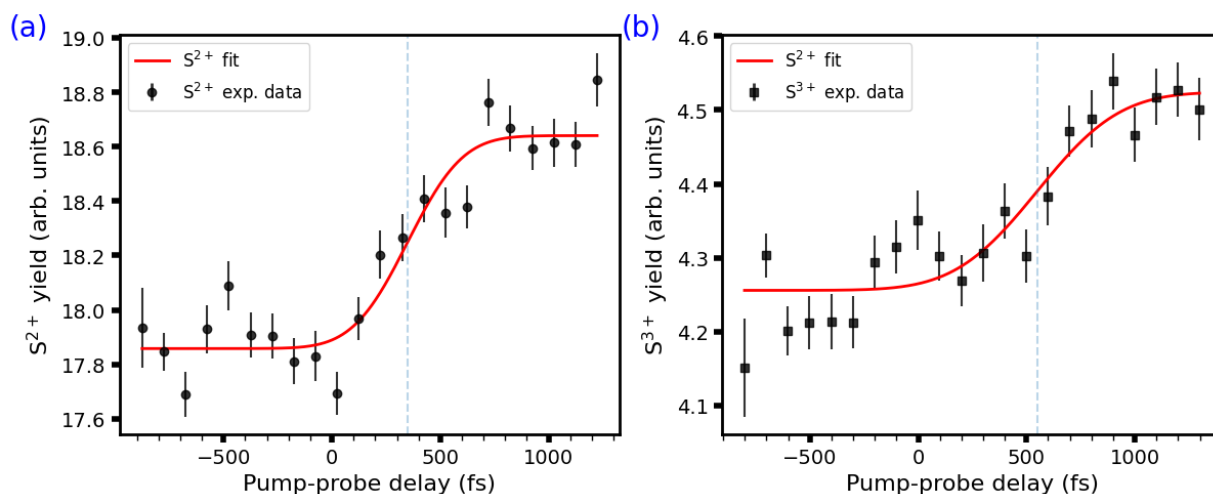 (a)
S²⁺ fit
S²⁺ exp. data
S²⁺ yield (arb. units)
19.0
18.8
18.6
18.4
18.2
18.0
17.8
17.6
−500 0 500 1000
Pump-probe delay (fs)
(b)
S²⁺ fit
S³⁺ exp. data
S³⁺ yield (arb. units)
4.6
4.5
4.4
4.3
4.2
4.1
−500 0 500 1000
Pump-probe delay (fs)